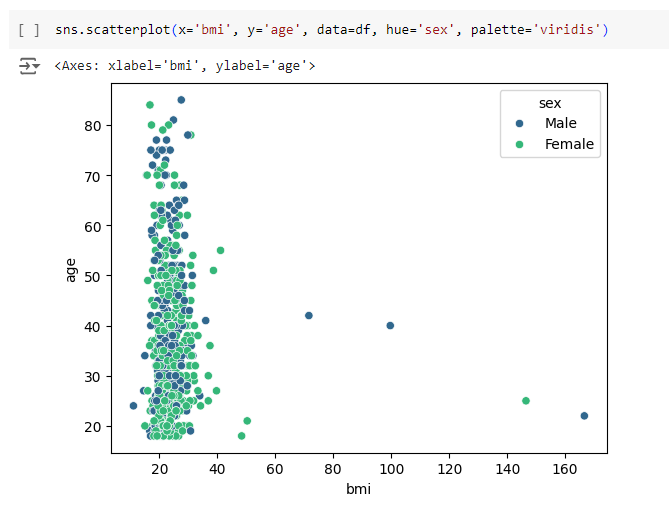 [ ] sns.scatterplot(x='bmi', y='age', data=df, hue='sex', palette='viridis')
<Axes: xlabel='bmi', ylabel='age'>
sex
Male
Female
80
70
60
50
40
30
20
age
20 40 60 80 100 120 140 160
bmi